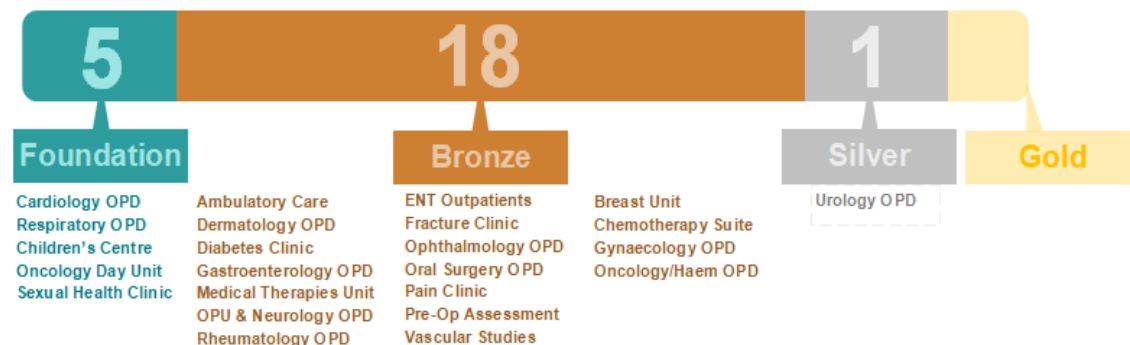 5
18
1
Foundation
Bronze
Silver
Gold
Cardiology OPD
Respiratory OPD
Children's Centre
Oncology Day Unit
Sexual Health Clinic
Ambulatory Care
Dermatology OPD
Diabetes Clinic
Gastroenterology OPD
Medical Therapies Unit
OPU & Neurology OPD
Rheumatology OPD
ENT Outpatients
Fracture Clinic
Ophthalmology OPD
Oral Surgery OPD
Pain Clinic
Pre-Op Assessment
Vascular Studies
Breast Unit
Chemotherapy Suite
Gynaecology OPD
Oncology/Haem OPD
Urology OPD